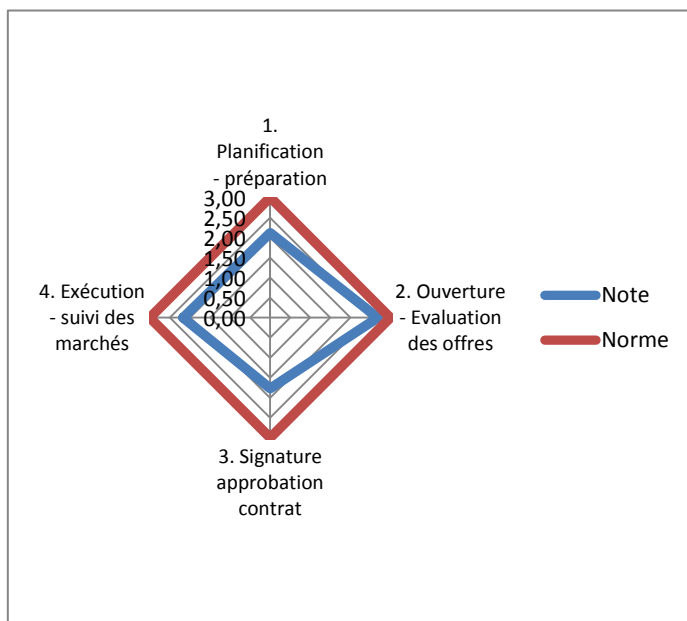 1.
Planification
- préparation
3,00
2,50
2,00
1,50
1,00
0,50
0,00
4. Exécution
- suivi des
marchés
2. Ouverture
- Evaluation
des offres
Note
Norme
3. Signature
approbation
contrat